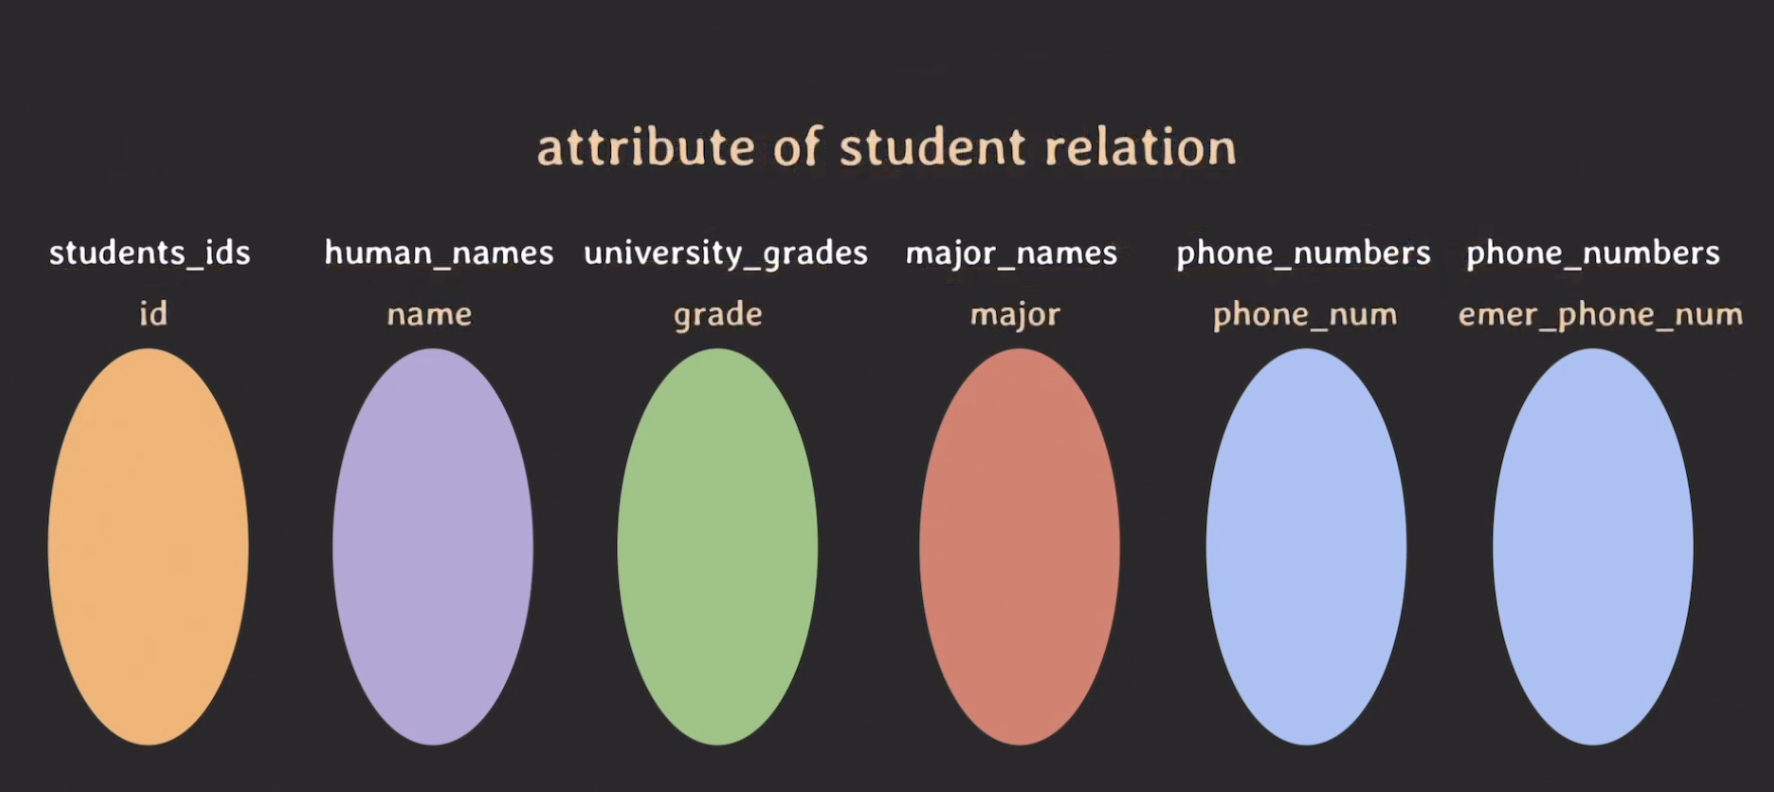 attribute of student relation
students_ids human_names university_grades major_names phone_numbers phone_numbers
id name grade major phone_num emer_phone_num